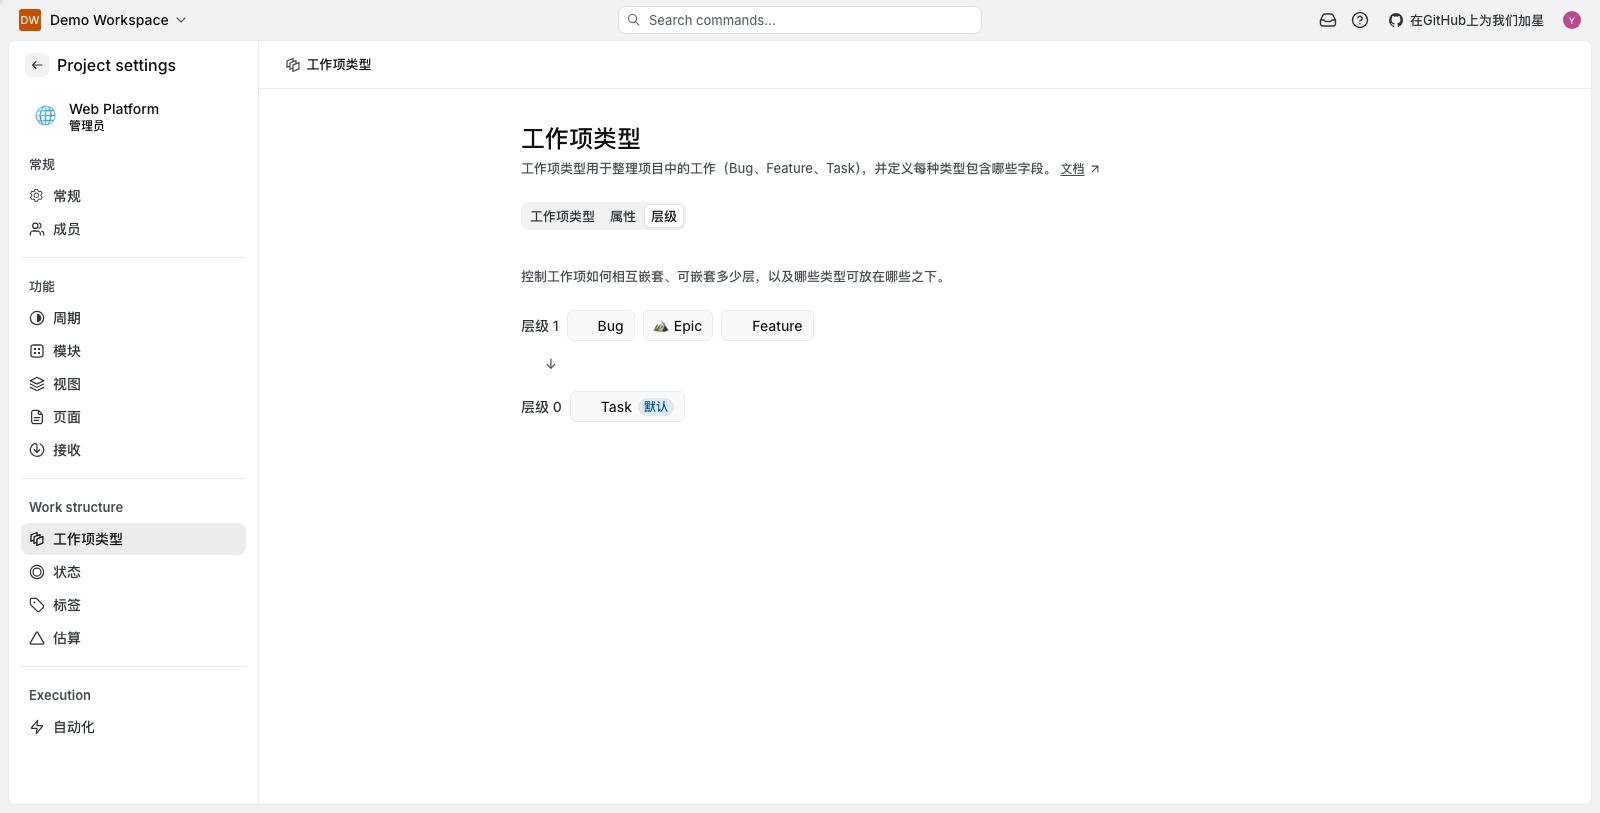 DW Demo Workspace
Search commands...
在GitHub上为我们加星
Y
Project settings
Web Platform
管理员
常规
常规
成员
功能
周期
模块
视图
页面
接收
Work structure
工作项类型
状态
标签
估算
Execution
自动化
工作项类型
工作项类型
工作项类型用于整理项目中的工作（Bug、Feature、Task），并定义每种类型包含哪些字段。 文档
工作项类型 属性 层级
控制工作项如何相互嵌套、可嵌套多少层，以及哪些类型可放在哪些之下。
层级 1 Bug Epic Feature
层级 0 Task 默认